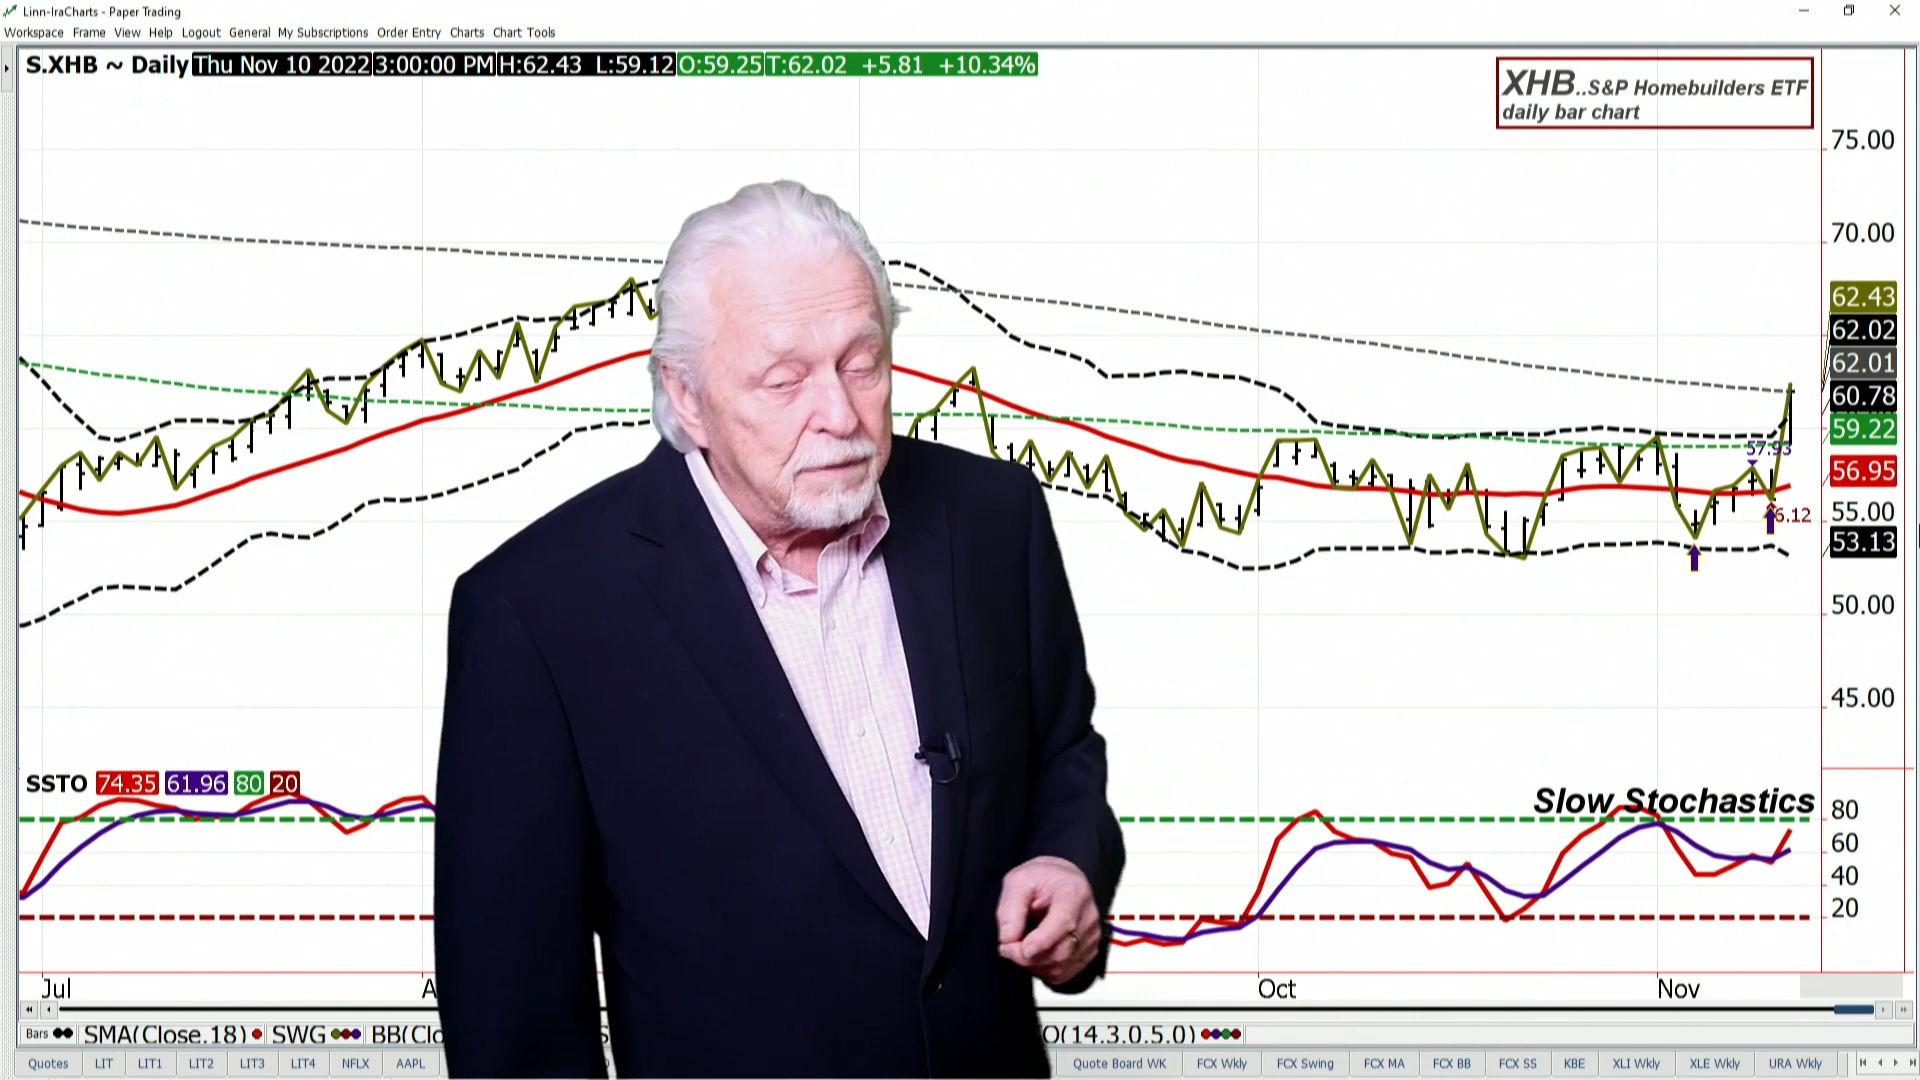 Linn-IraCharts - Paper Trading
Workspace Frame View Help Logout General My Subscriptions Order Entry Charts Chart Tools
S.XHB ~ Daily Thu Nov 10 2022 3:00:00 PM H:62.43 L:59.12 O:59.25 T:62.02 +5.81 +10.34%
XHB..S&P Homebuilders ETF
daily bar chart
75.00
70.00
62.43
62.02
62.01
60.78
59.22
57.93
56.95
55.00
6.12
53.13
50.00
45.00
SSTO 74.35 61.96 80 20
Slow Stochastics
80
60
40
20
Jul A Oct Nov
Bars SMA(Close,18) SWG BB(Clo S O(14,3,0,5,0)
Quotes LIT LIT1 LIT2 LIT3 LIT4 NFLX AAPL Quote Board WK FCX Wkly FCX Swing FCX MA FCX BB FCX SS KBE XLI Wkly XLE Wkly URA Wkly